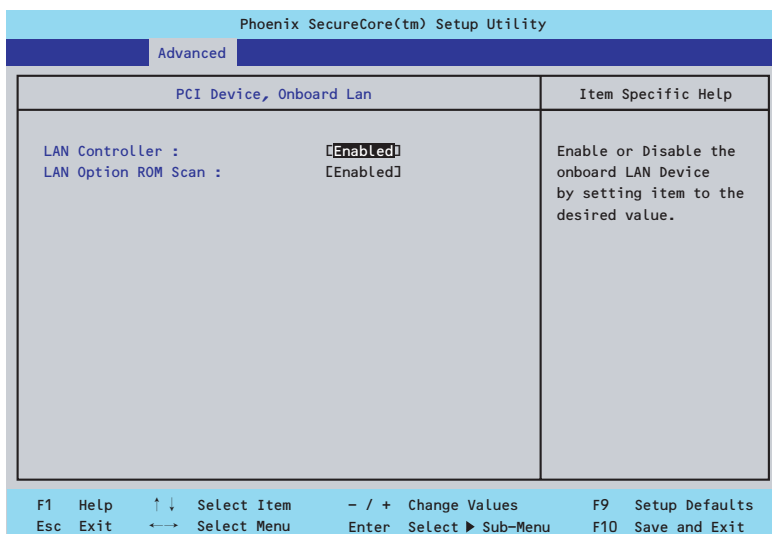 Phoenix SecureCore(tm) Setup Utility
Advanced
PCI Device, Onboard Lan
Item Specific Help
LAN Controller : [Enabled]
LAN Option ROM Scan : [Enabled]
Enable or Disable the
onboard LAN Device
by setting item to the
desired value.
F1 Help ↑↓ Select Item - / + Change Values F9 Setup Defaults
Esc Exit ←→ Select Menu Enter Select ▶ Sub-Menu F10 Save and Exit